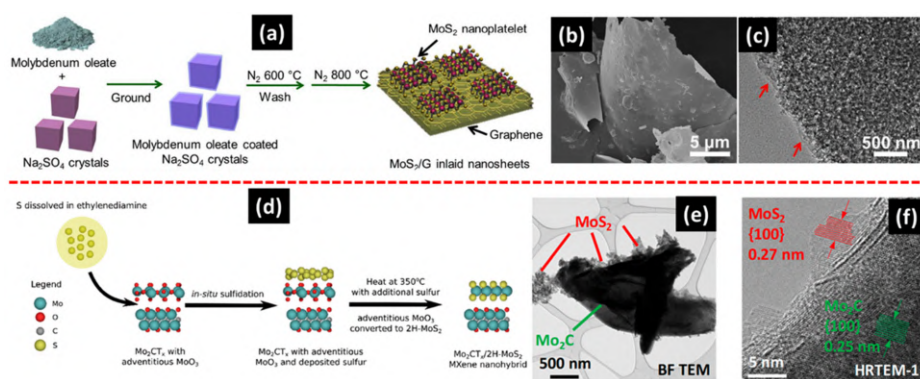 (a)
MoS2 nanoplatelet
Molybdenum oleate
+
Ground
N2 600 °C
Wash
N2 800 °C
Na2SO4 crystals
Molybdenum oleate coated
Na2SO4 crystals
Graphene
MoS2/G inlaid nanosheets
(b)
5 μm
(c)
500 nm
(d)
S dissolved in ethylenediamine
Legend
Mo
O
C
S
in-situ sulfidation
Heat at 350°C
with additional sulfur
adventitious MoO3
converted to 2H-MoS2
Mo2CTx with
adventitious MoO3
Mo2CTx with adventitious
MoO3 and deposited sulfur
Mo2CTx/2H-MoS2
MXene nanohybrid
(e)
MoS2
Mo2C
500 nm
BF TEM
(f)
MoS2
{100}
0.27 nm
Mo2C
{100}
0.25 nm
5 nm
HRTEM-1